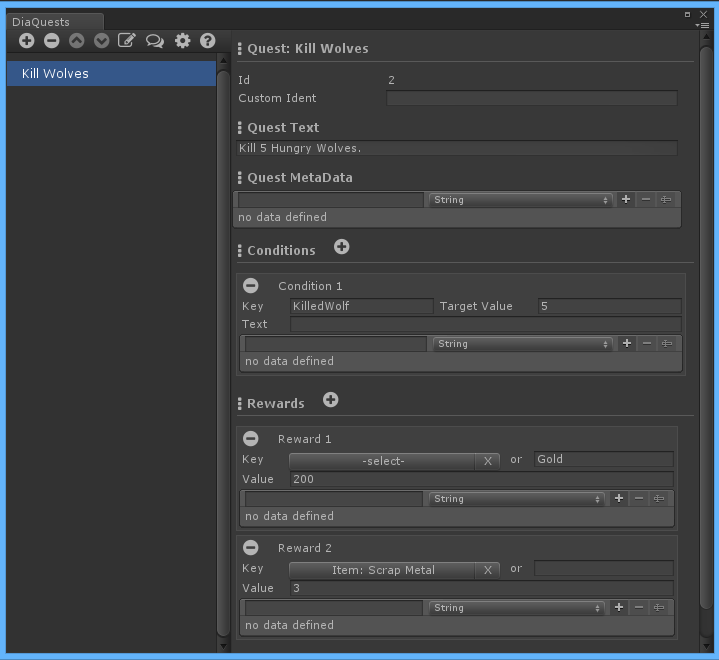 DiaQuests
Kill Wolves
Quest: Kill Wolves
Id 2
Custom Ident
Quest Text
Kill 5 Hungry Wolves.
Quest MetaData
String
no data defined
Conditions
Condition 1
Key KilledWolf Target Value 5
Text
String
no data defined
Rewards
Reward 1
Key -select- X or Gold
Value 200
String
no data defined
Reward 2
Key Item: Scrap Metal X or
Value 3
String
no data defined